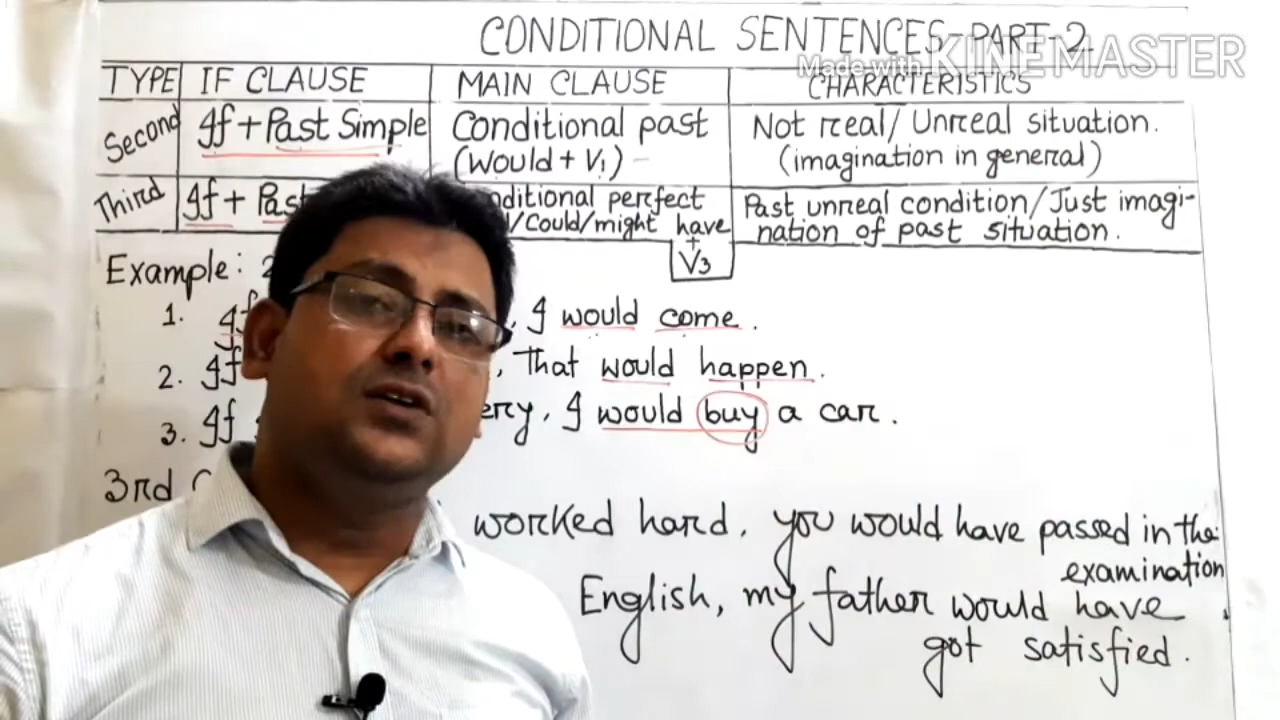 CONDITIONAL SENTENCES-PART-2
Made with KINEMASTER
TYPE IF CLAUSE MAIN CLAUSE CHARACTERISTICS
Second If + Past Simple Conditional past Not real/ Unreal situation.
(would + V1) (imagination in general)
Third If + Past perfect Past unreal condition/Just imagi-
/Could/might have nation of past situation.
+
V3
Example: 2
1. If , I would come.
2. If , That would happen.
3. If , I would buy a car.
3rd
worked hard, you would have passed in the
examination
English, my father would have
got satisfied.